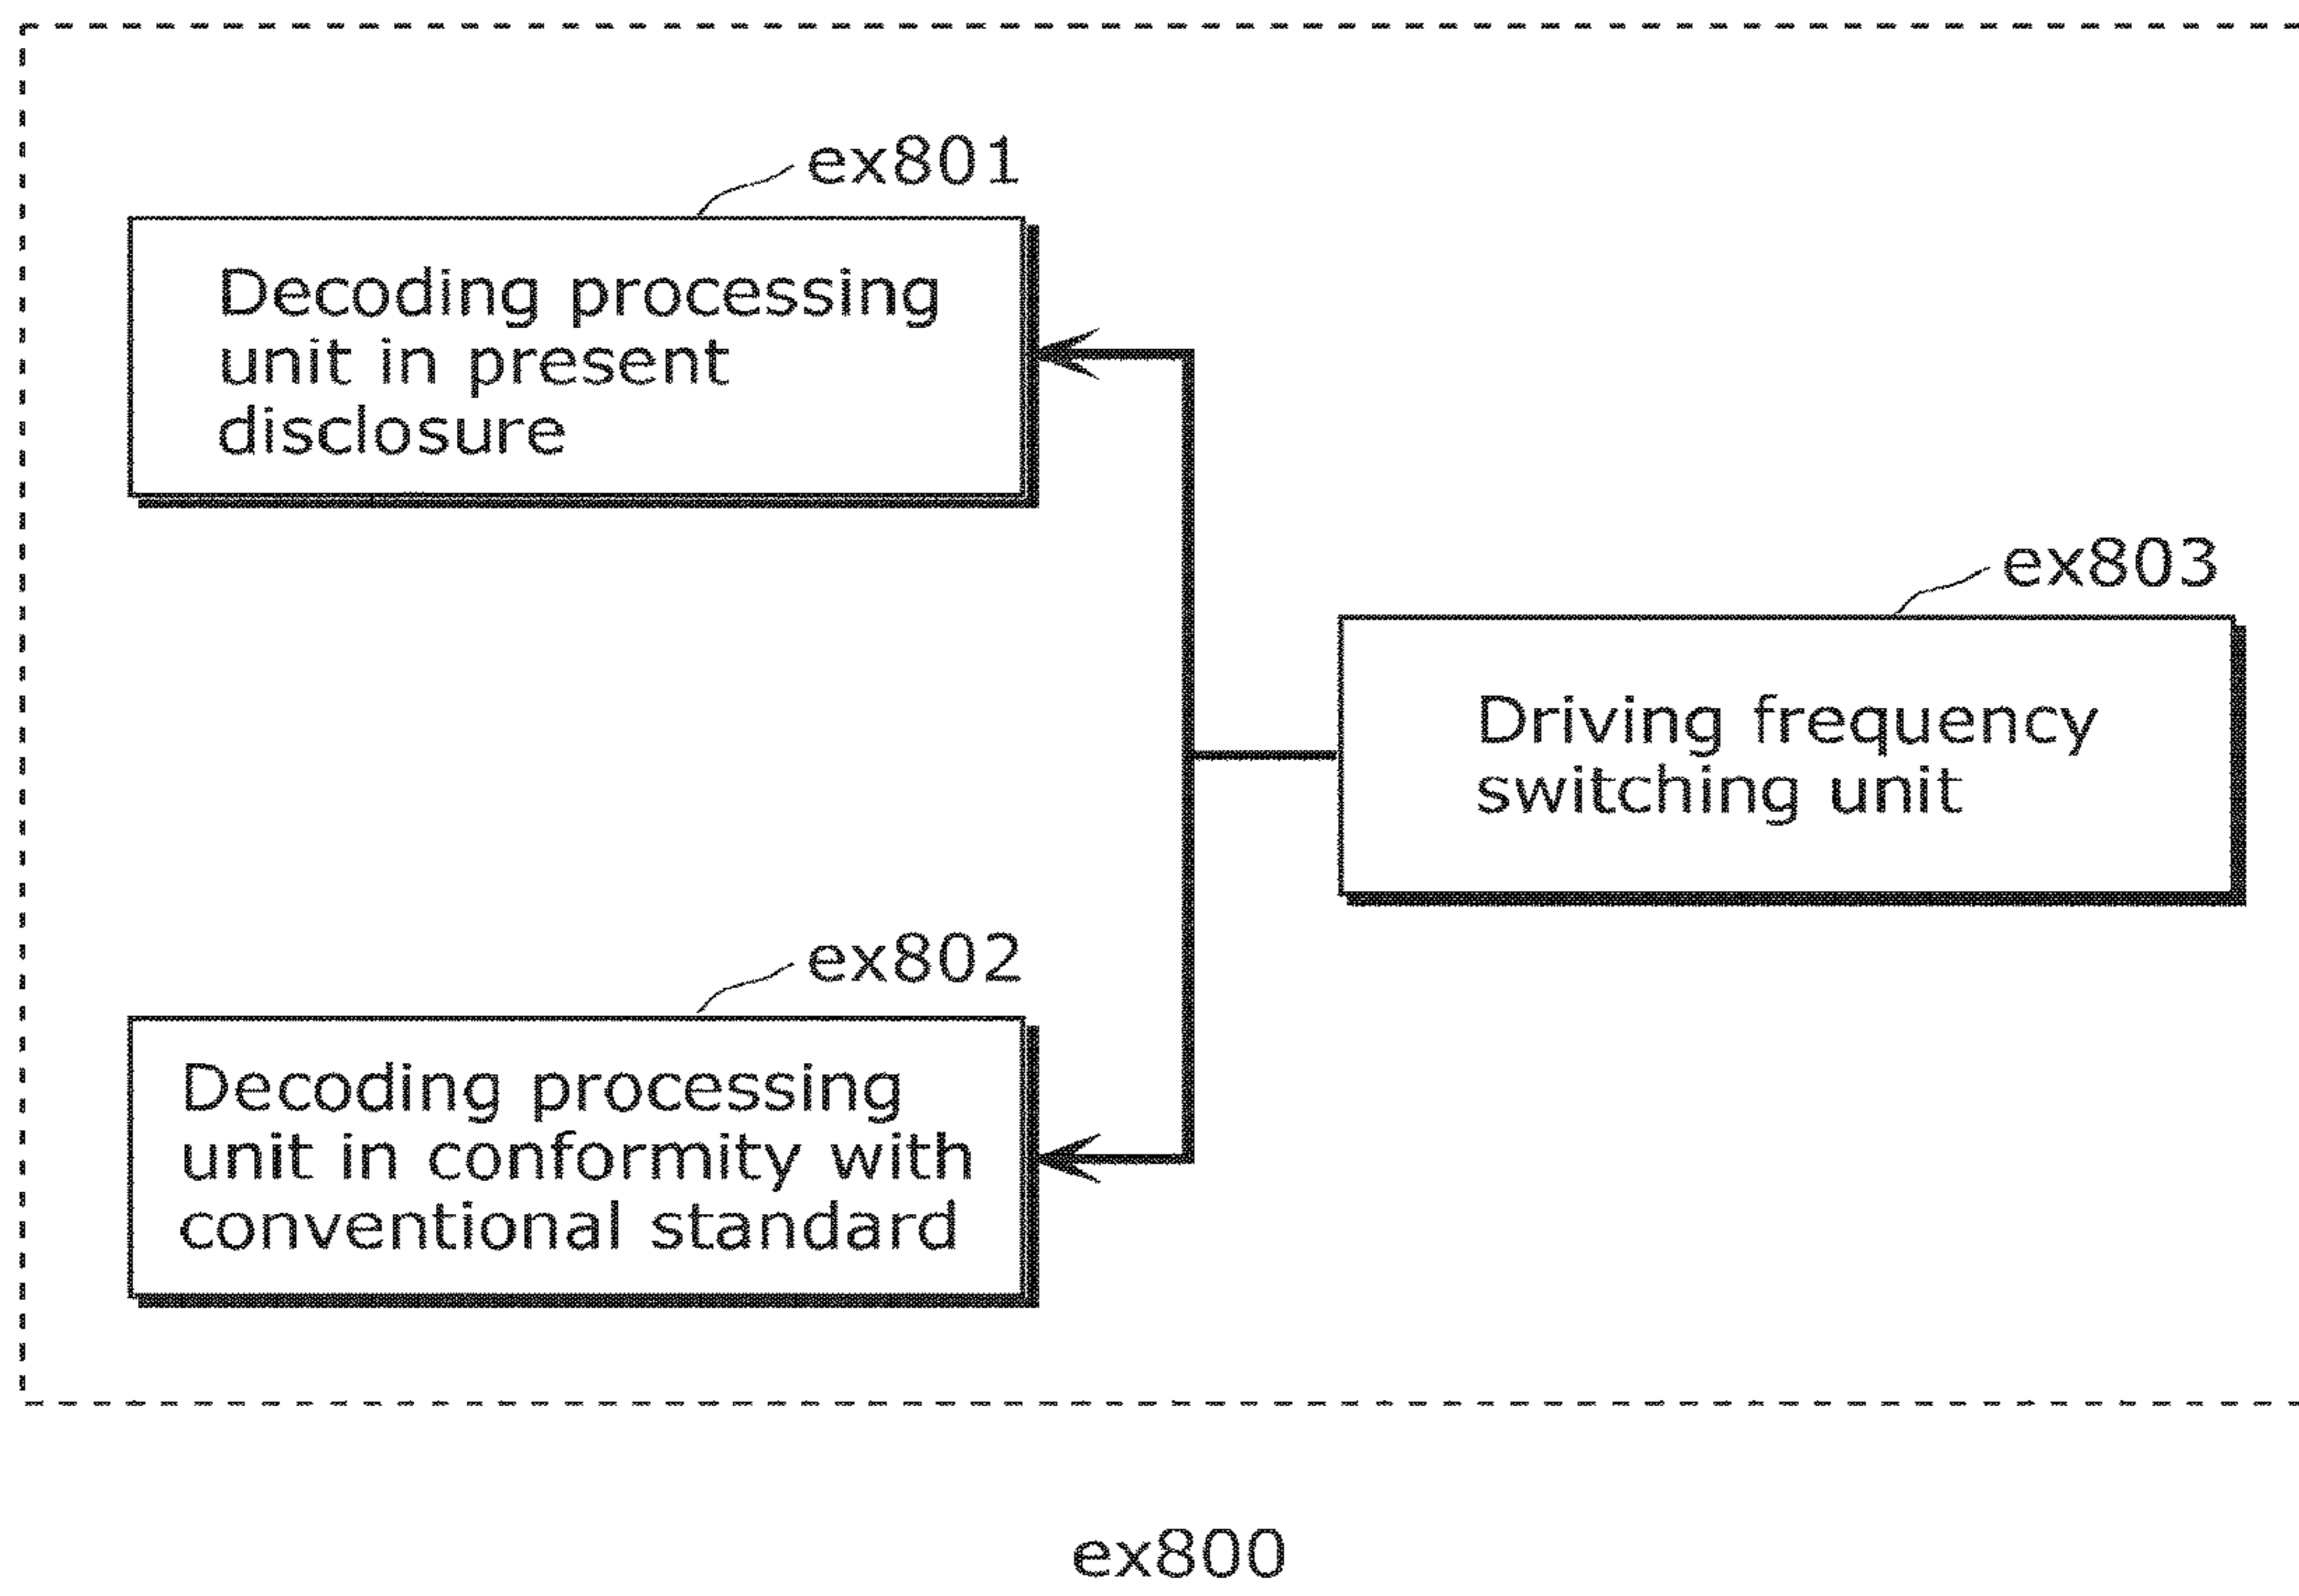 ex801
Decoding processing
unit in present
disclosure
ex803
Driving frequency
switching unit
ex802
Decoding processing
unit in conformity with
conventional standard
ex800